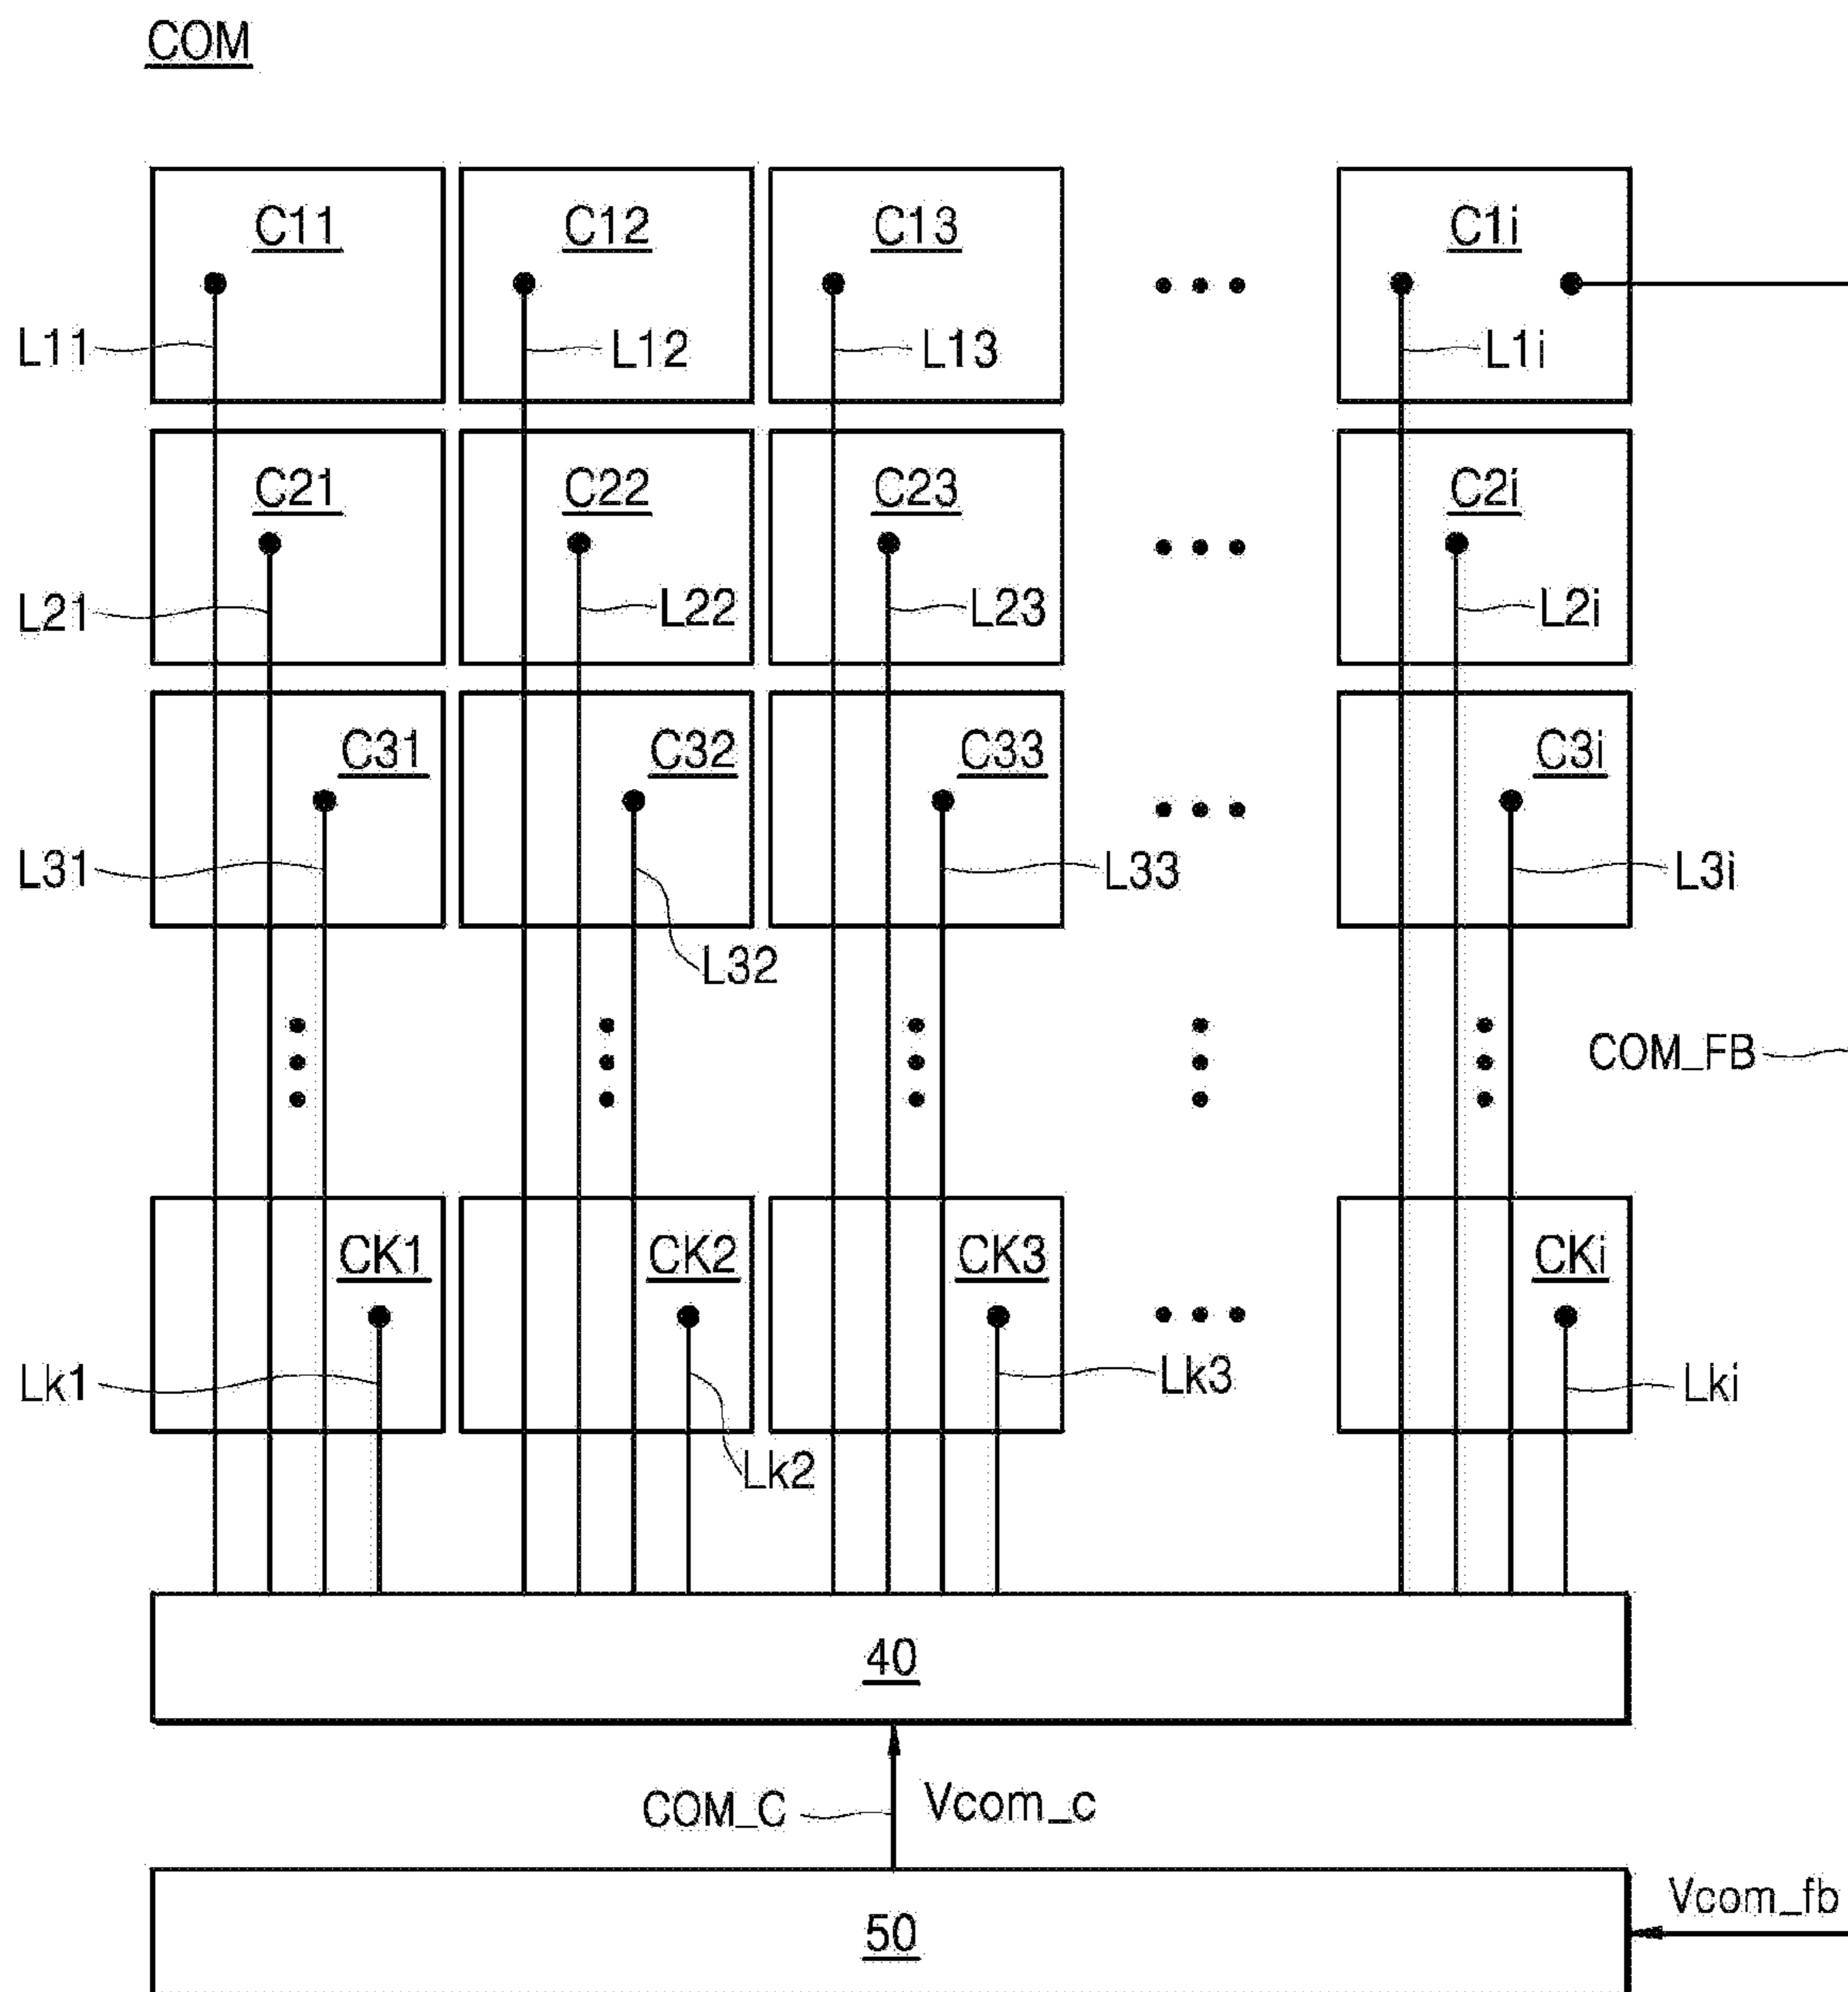 COM
C11 C12 C13 C1i
L11 L12 L13 L1i
C21 C22 C23 C2i
L21 L22 L23 L2i
C31 C32 C33 C3i
L31 L33 L3i
L32
COM_FB
CK1 CK2 CK3 CKi
Lk1 Lk3 Lki
Lk2
40
COM_C Vcom_c
Vcom_fb
50